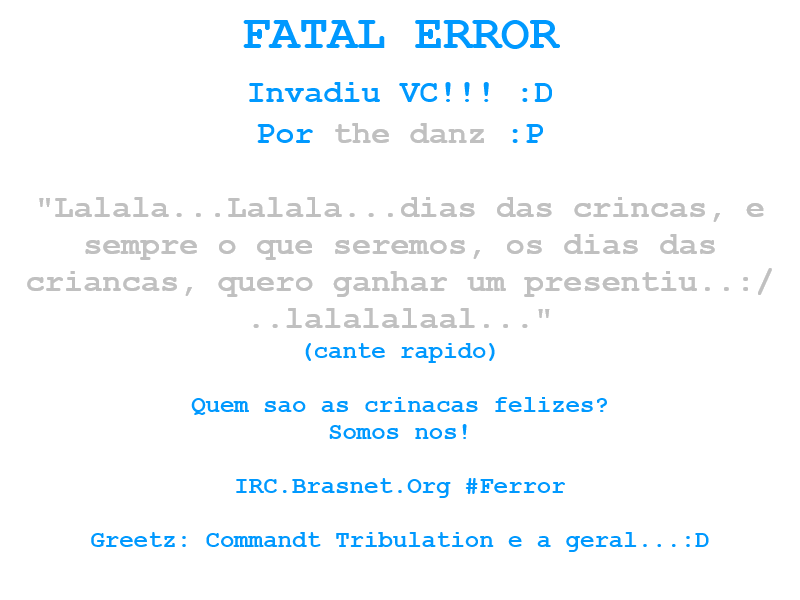 FATAL ERROR
Invadiu VC!!! :D
Por the danz :P
"Lalala...Lalala...dias das crincas, e
sempre o que seremos, os dias das
criancas, quero ganhar um presentiu..:/
..lalalalaal..."
(cante rapido)
Quem sao as crinacas felizes?
Somos nos!
IRC.Brasnet.Org #Ferror
Greetz: Commandt Tribulation e a geral...:D